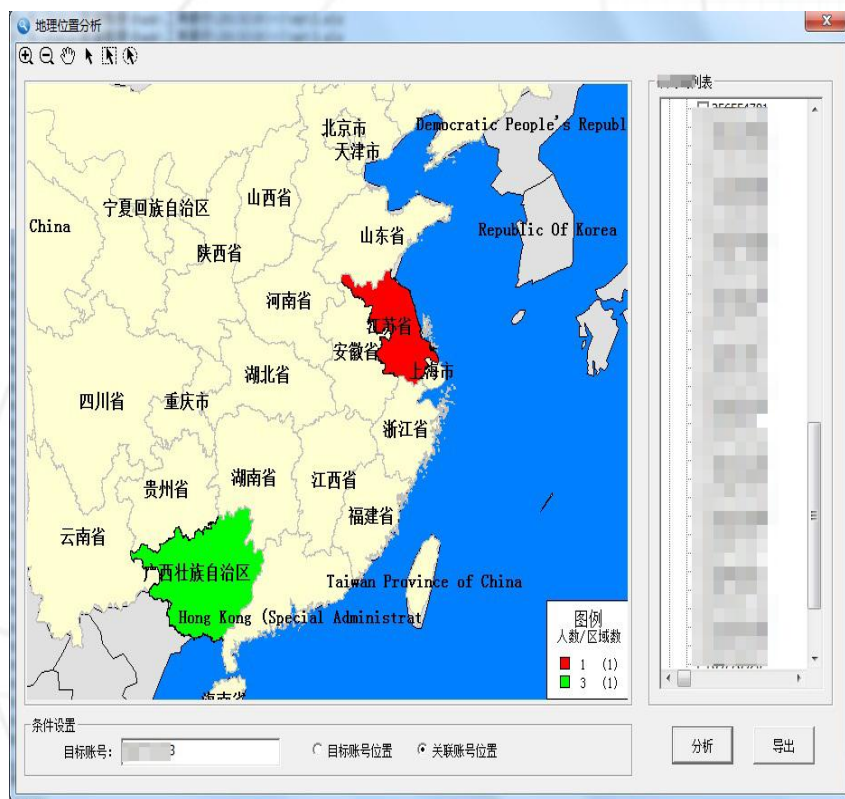 地理位置分析
列表
北京市
Democratic People's Republ
天津市
宁夏回族自治区
山西省
China
山东省
Republic Of Korea
陕西省
河南省
江苏省
安徽省
上海市
湖北省
四川省
重庆市
浙江省
湖南省
江西省
贵州省
福建省
云南省
广西壮族自治区
Taiwan Province of China
Hong Kong (Special Administrat
海南省
图例
人数/区域数
1 (1)
3 (1)
条件设置
目标账号: 3
目标账号位置
关联账号位置
分析
导出